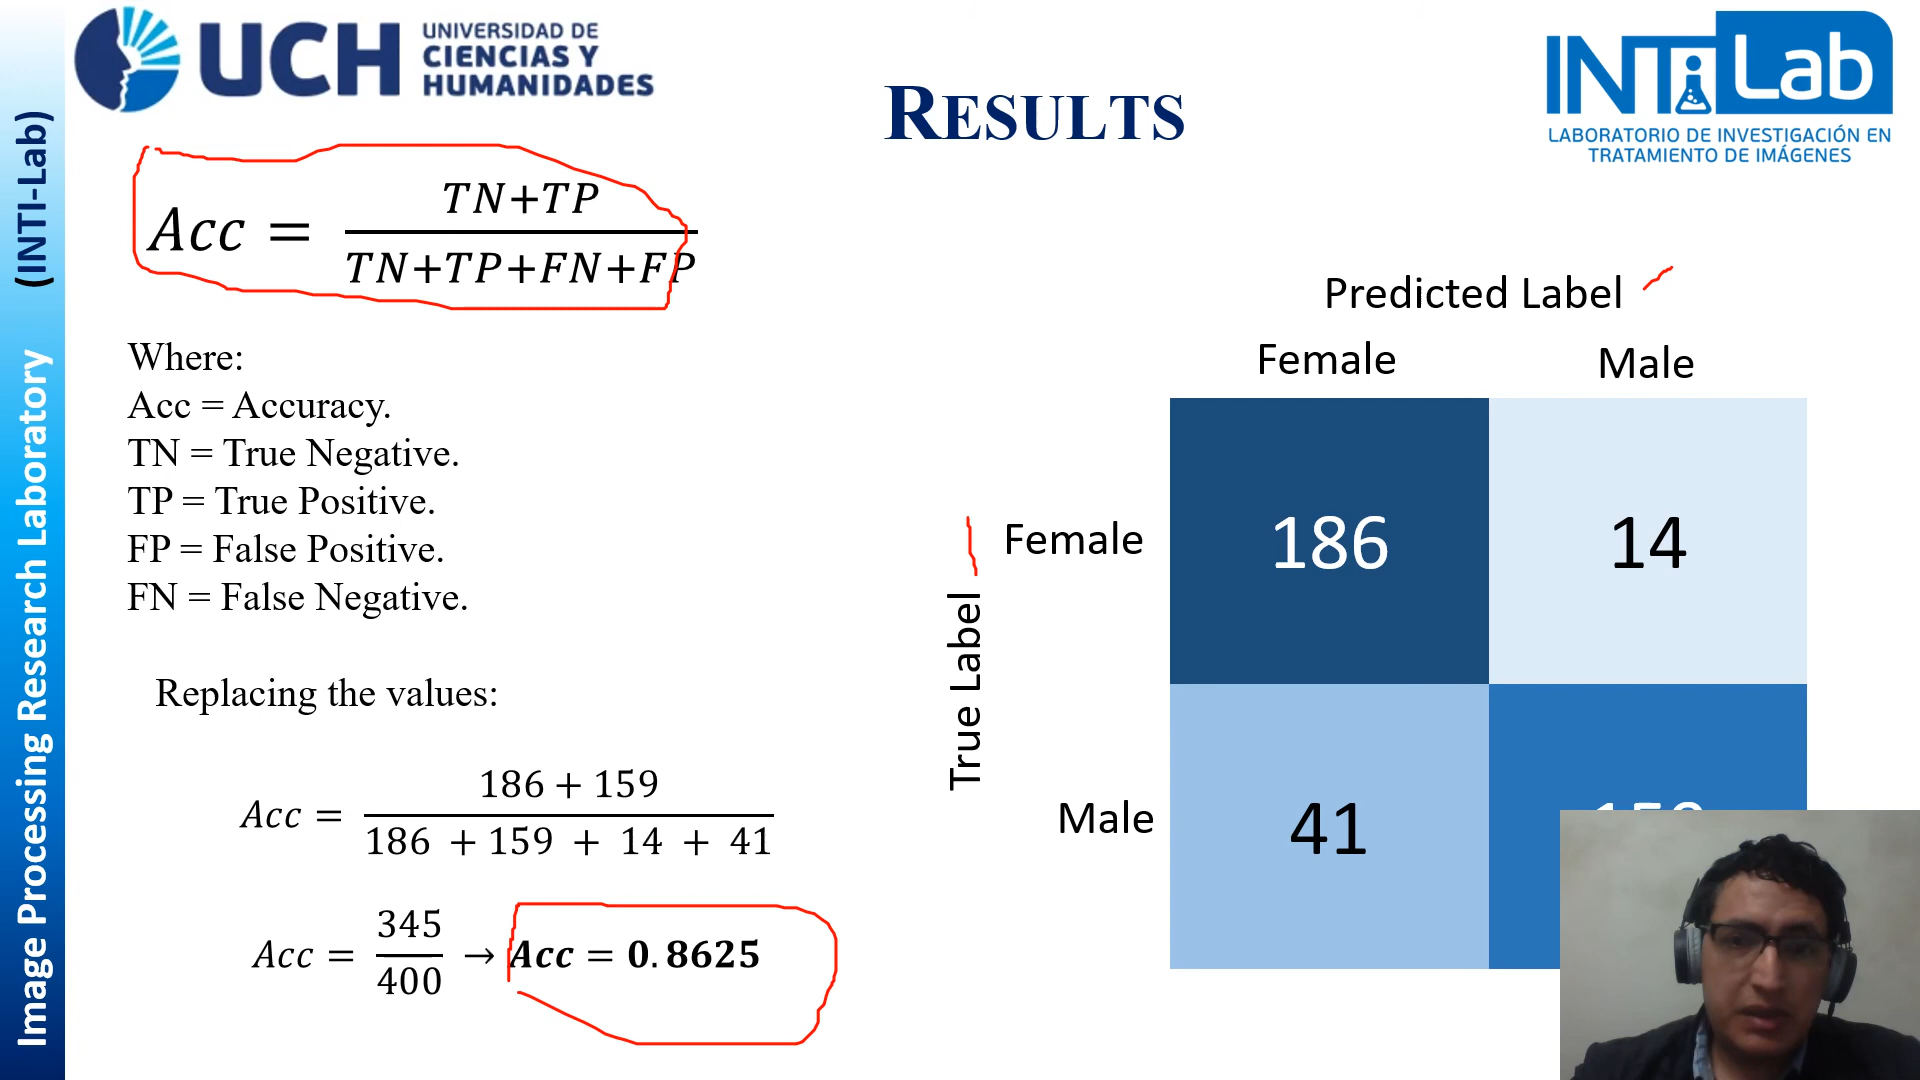 UCH
UNIVERSIDAD DE
CIENCIAS Y
HUMANIDADES
RESULTS
INTi Lab
LABORATORIO DE INVESTIGACIÓN EN
TRATAMIENTO DE IMÁGENES
Image Processing Research Laboratory (INTI-Lab)
Acc = TN+TP
TN+TP+FN+FP
Where:
Acc = Accuracy.
TN = True Negative.
TP = True Positive.
FP = False Positive.
FN = False Negative.
Replacing the values:
Acc = 186 + 159
186 + 159 + 14 + 41
Acc = 345
400
→ Acc = 0.8625
Predicted Label
Female Male
True Label
Female 186 14
Male 41